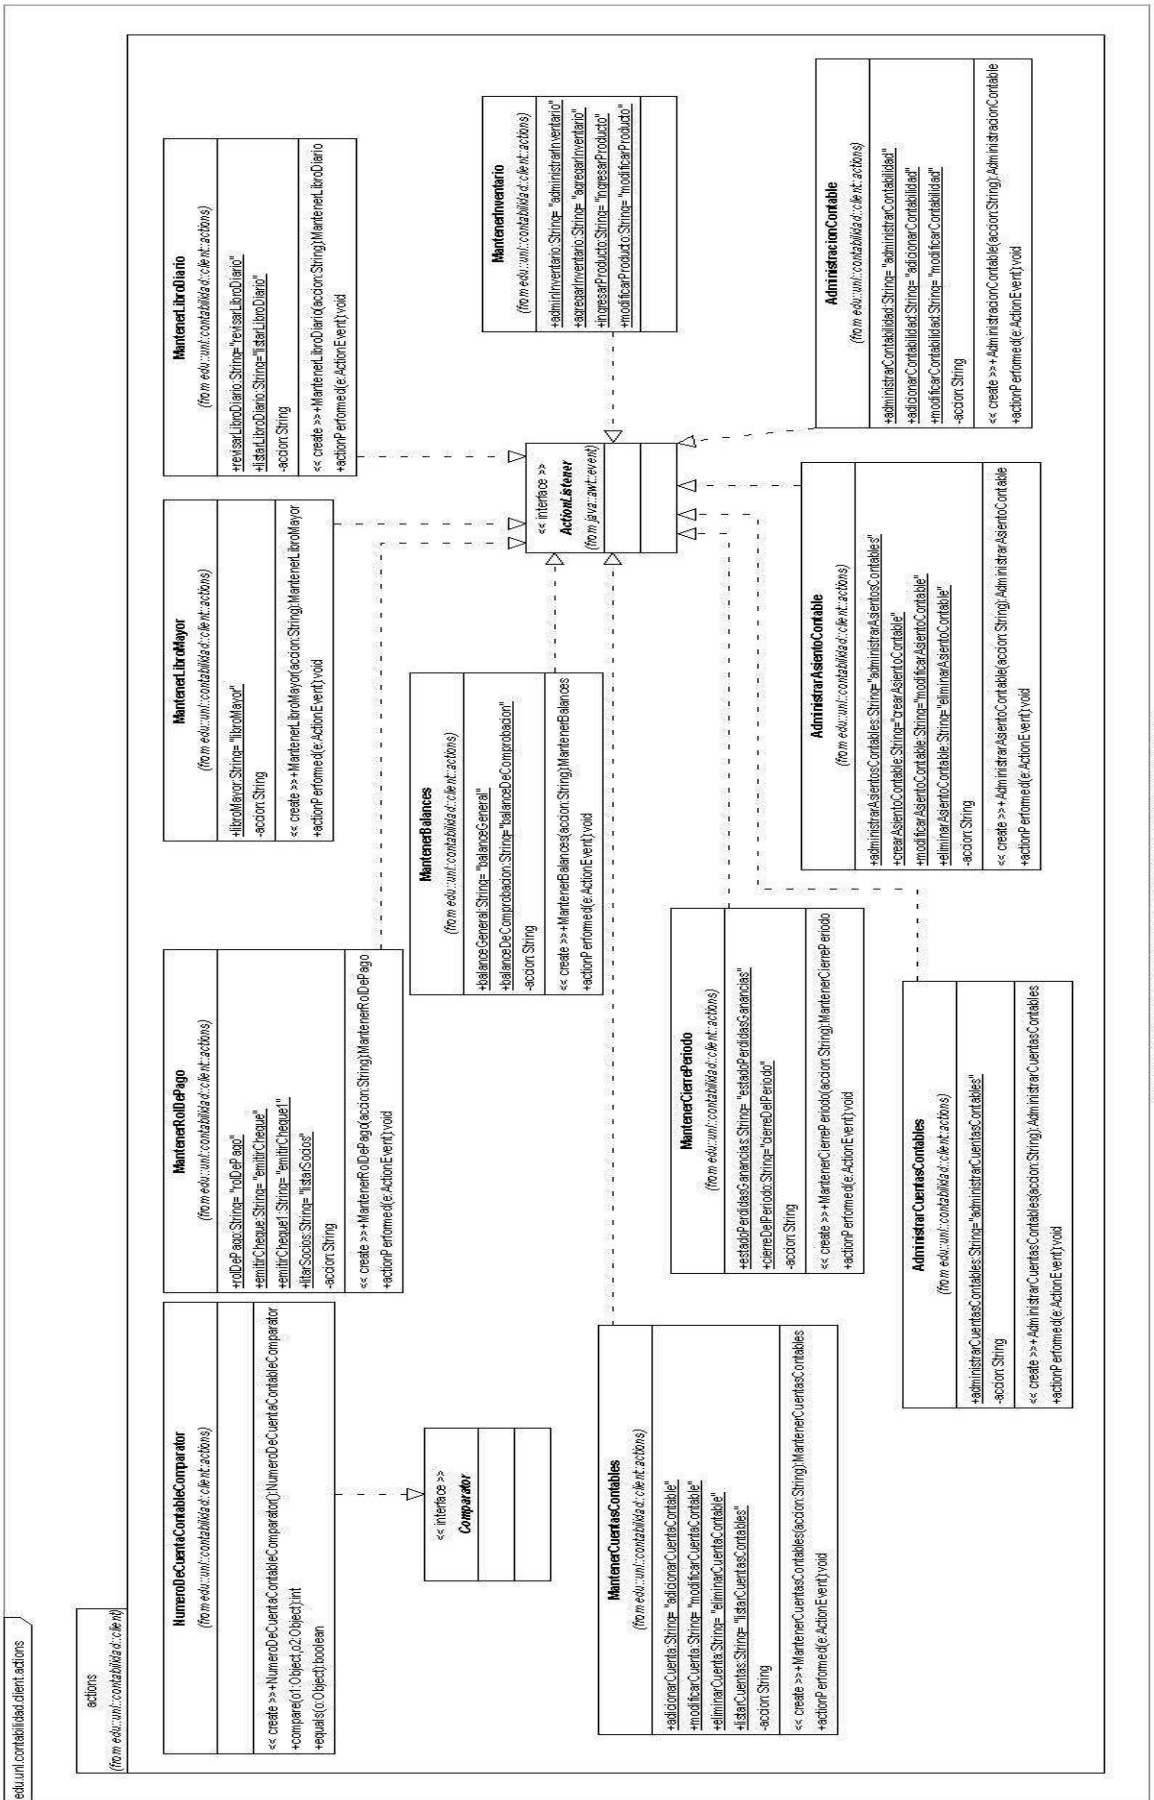 edu.unl.contabilidad.client.actions
actions
(from edu::unl::contabilidad::client)
NumeroDeCuentaContableComparator
(from edu::unl::contabilidad::client::actions)
<< create >>+NumeroDeCuentaContableComparator():NumeroDeCuentaContableComparator
+compare(o1:Object,o2:Object):int
+equals(o:Object):boolean
MantenerRolDePago
(from edu::unl::contabilidad::client::actions)
+rolDePago:String= "rolDePago"
+emitirCheque:String= "emitirCheque"
+emitirCheque1:String= "emitirCheque1"
+litarSocios:String= "listarSocios"
-accion:String
<< create >>+MantenerRolDePago(accion:String):MantenerRolDePago
+actionPerformed(e:ActionEvent):void
MantenerLibroMayor
(from edu::unl::contabilidad::client::actions)
+libroMayor:String= "libroMayor"
-accion:String
<< create >>+MantenerLibroMayor(accion:String):MantenerLibroMayor
+actionPerformed(e:ActionEvent):void
MantenerLibroDiario
(from edu::unl::contabilidad::client::actions)
+revisarLibroDiario:String="revisarLibroDiario"
+listarLibroDiario:String="listarLibroDiario"
-accion:String
<< create >>+MantenerLibroDiario(accion:String):MantenerLibroDiario
+actionPerformed(e:ActionEvent):void
<< interface >>
Comparator
MantenerBalances
(from edu::unl::contabilidad::client::actions)
+balanceGeneral:String= "balanceGeneral"
+balanceDeComprobacion:String= "balanceDeComprobacion"
-accion:String
<< create >>+MantenerBalances(accion:String):MantenerBalances
+actionPerformed(e:ActionEvent):void
<< interface >>
ActionListener
(from java::awt::event)
MantenerInventario
(from edu::unl::contabilidad::client::actions)
+adminInventario:String= "administrarInventario"
+agregarInventario:String= "agregarInventario"
+ingresarProducto:String= "ingresarProducto"
+modificarProducto:String= "modificarProducto"
MantenerCuentasContables
(from edu::unl::contabilidad::client::actions)
+adicionarCuenta:String= "adicionarCuentaContable"
+modificarCuenta:String= "modificarCuentaContable"
+eliminarCuenta:String= "eliminarCuentaContable"
+listarCuentas:String= "listarCuentasContables"
-accion:String
<< create >>+MantenerCuentasContables(accion:String):MantenerCuentasContables
+actionPerformed(e:ActionEvent):void
MantenerCierrePeriodo
(from edu::unl::contabilidad::client::actions)
+estadoPerdidasGanancias:String= "estadoPerdidasGanancias"
+cierreDelPeriodo:String="cierreDelPeriodo"
-accion:String
<< create >>+MantenerCierrePeriodo(accion:String):MantenerCierrePeriodo
+actionPerformed(e:ActionEvent):void
AdministrarAsientoContable
(from edu::unl::contabilidad::client::actions)
+administrarAsientosContables:String="administrarAsientosContables"
+crearAsientoContable:String="crearAsientoContable"
+modificarAsientoContable:String="modificarAsientoContable"
+eliminarAsientoContable:String="eliminarAsientoContable"
-accion:String
<< create >>+AdministrarAsientoContable(accion:String):AdministrarAsientoContable
+actionPerformed(e:ActionEvent):void
AdministracionContable
(from edu::unl::contabilidad::client::actions)
+administrarContabilidad:String= "administrarContabilidad"
+adicionarContabilidad:String= "adicionarContabilidad"
+modificarContabilidad:String= "modificarContabilidad"
-accion:String
<< create >>+AdministracionContable(accion:String):AdministracionContable
+actionPerformed(e:ActionEvent):void
AdministrarCuentasContables
(from edu::unl::contabilidad::client::actions)
+administrarCuentasContables:String="administrarCuentasContables"
-accion:String
<< create >>+AdministrarCuentasContables(accion:String):AdministrarCuentasContables
+actionPerformed(e:ActionEvent):void